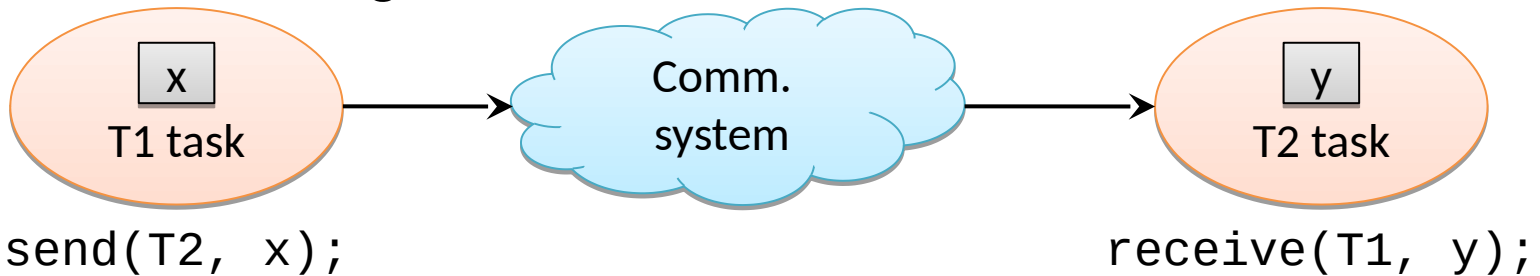 x
T1 task
Comm.
system
y
T2 task
send(T2, x);
receive(T1, y);